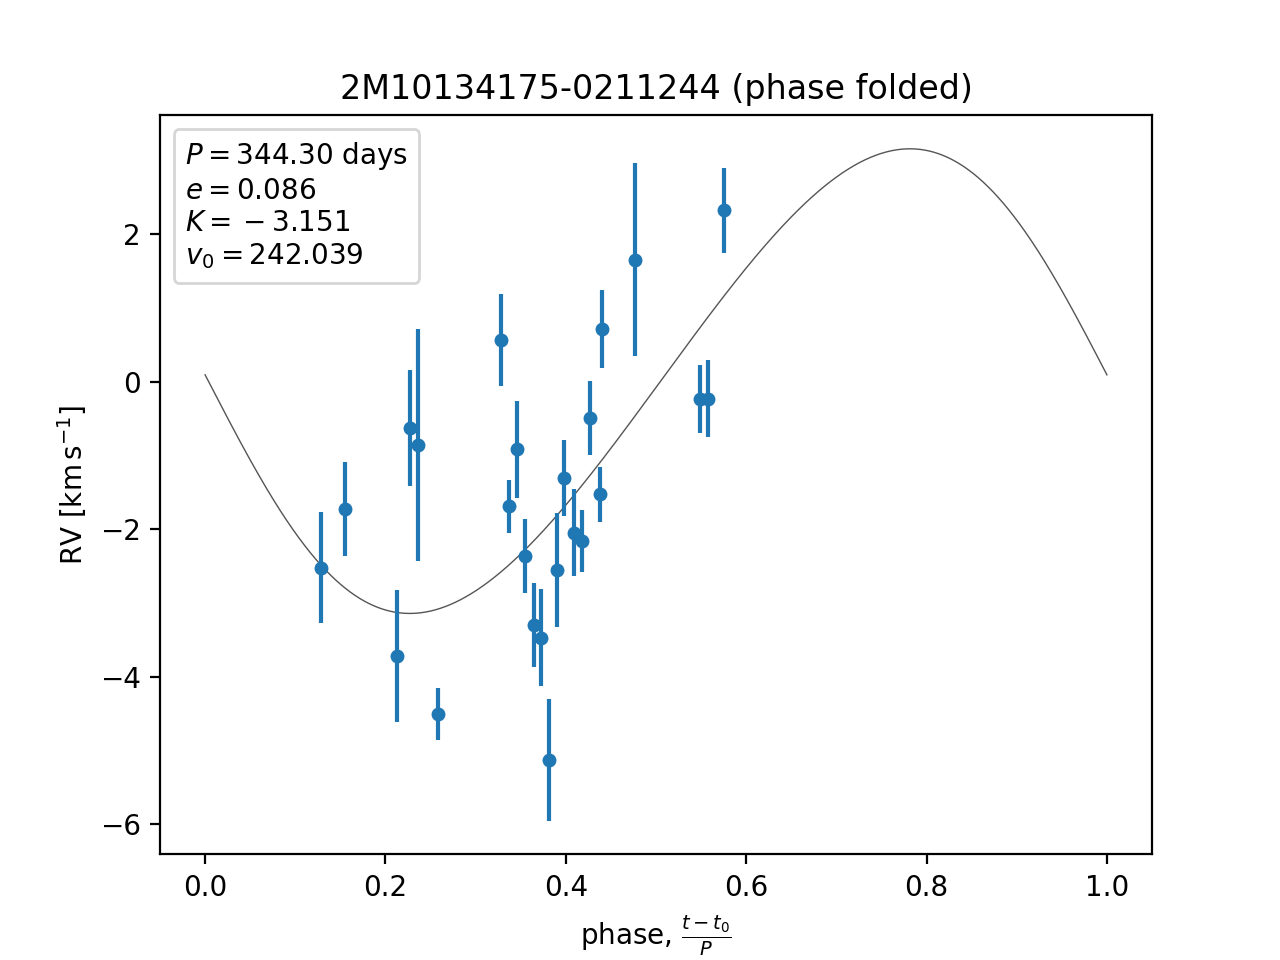 2M10134175-0211244 (phase folded)
P = 344.30 days
e = 0.086
K = −3.151
v₀ = 242.039
2
0
−2
−4
−6
RV [km s⁻¹]
0.0 0.2 0.4 0.6 0.8 1.0
phase, (t − t₀)/P